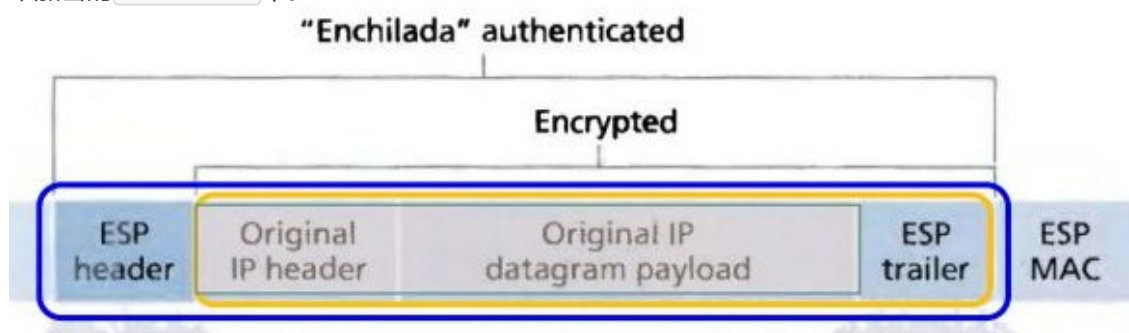 "Enchilada" authenticated
Encrypted
ESP header
Original IP header
Original IP datagram payload
ESP trailer
ESP MAC